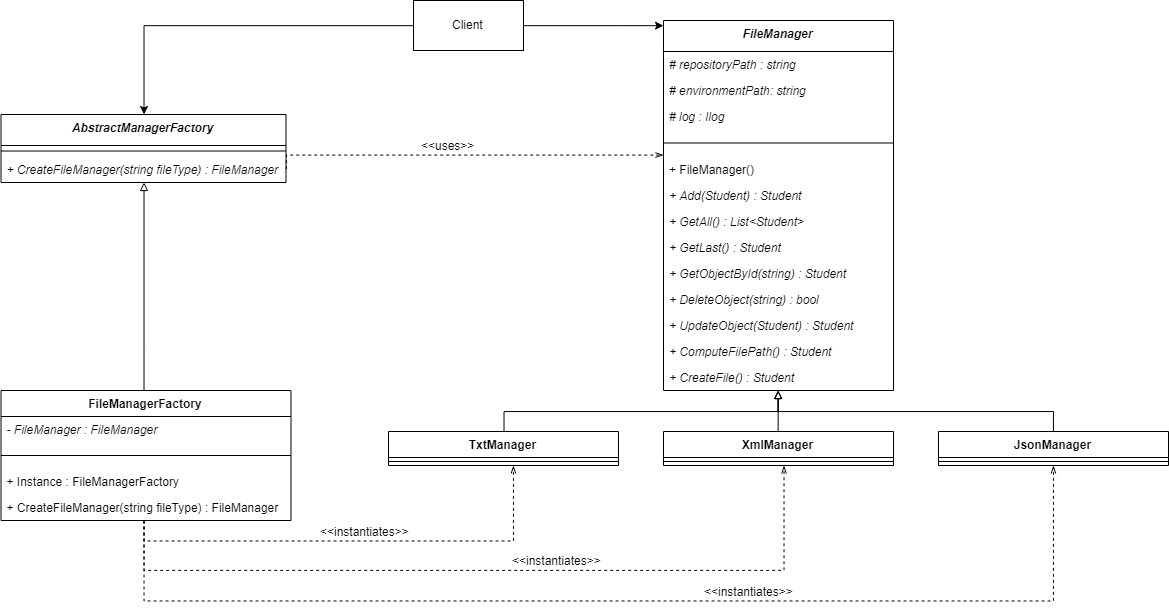 Client
FileManager
# repositoryPath : string
# environmentPath: string
# log : Ilog
+ FileManager()
+ Add(Student) : Student
+ GetAll() : List<Student>
+ GetLast() : Student
+ GetObjectById(string) : Student
+ DeleteObject(string) : bool
+ UpdateObject(Student) : Student
+ ComputeFilePath() : Student
+ CreateFile() : Student
AbstractManagerFactory
+ CreateFileManager(string fileType) : FileManager
<<uses>>
FileManagerFactory
- FileManager : FileManager
+ Instance : FileManagerFactory
+ CreateFileManager(string fileType) : FileManager
TxtManager
XmlManager
JsonManager
<<instantiates>>
<<instantiates>>
<<instantiates>>